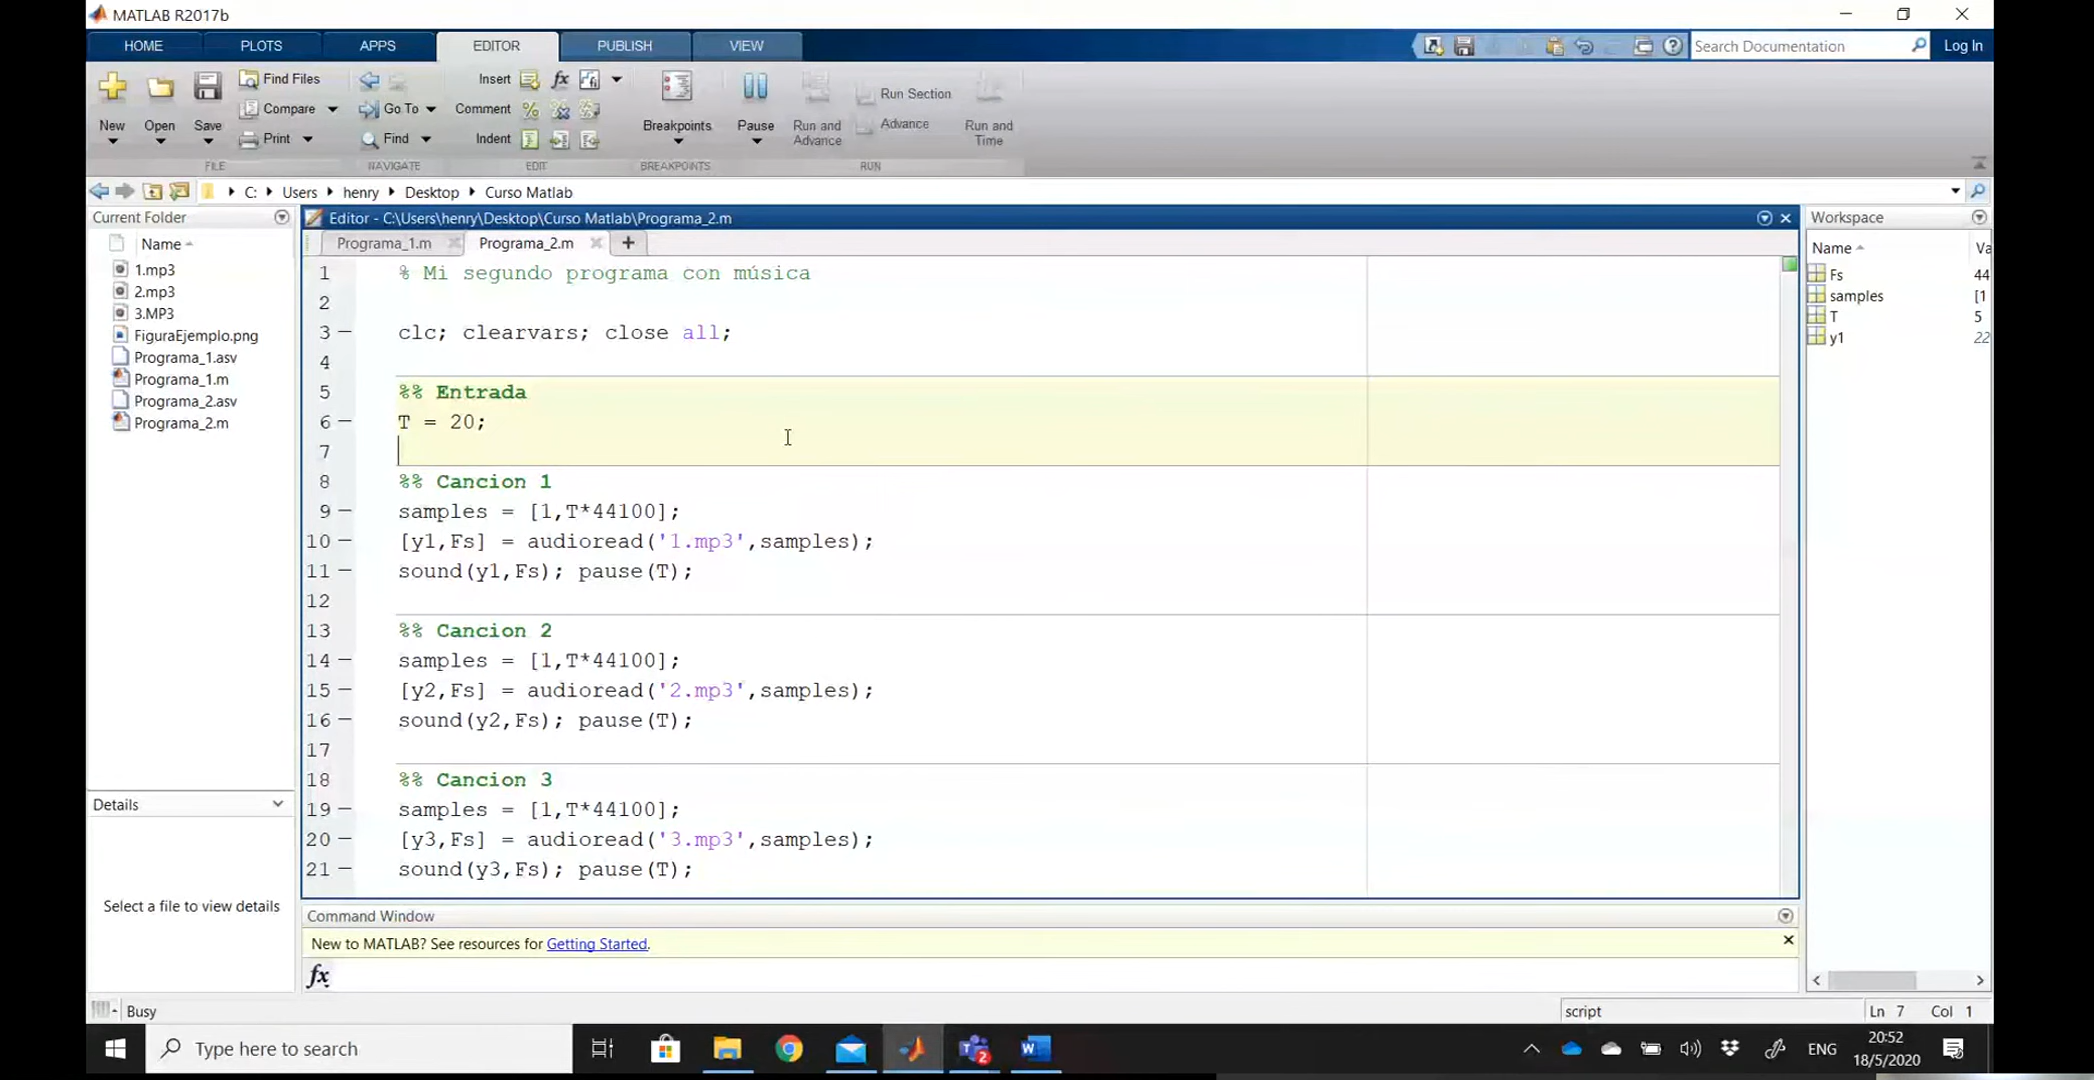 MATLAB R2017b
HOME PLOTS APPS EDITOR PUBLISH VIEW Search Documentation Log In
New Open Save Find Files Compare Print Go To Find Insert fx Comment Indent Breakpoints Pause Run and Advance Run Section Advance Run and Time
FILE NAVIGATE EDIT BREAKPOINTS RUN
C: Users henry Desktop Curso Matlab
Current Folder
Name
1.mp3
2.mp3
3.MP3
FiguraEjemplo.png
Programa_1.asv
Programa_1.m
Programa_2.asv
Programa_2.m
Details
Select a file to view details
Editor - C:\Users\henry\Desktop\Curso Matlab\Programa_2.m
Programa_1.m Programa_2.m +
1 % Mi segundo programa con música
2
3 clc; clearvars; close all;
4
5 %% Entrada
6 T = 20;
7
8 %% Cancion 1
9 samples = [1,T*44100];
10 [y1,Fs] = audioread('1.mp3',samples);
11 sound(y1,Fs); pause(T);
12
13 %% Cancion 2
14 samples = [1,T*44100];
15 [y2,Fs] = audioread('2.mp3',samples);
16 sound(y2,Fs); pause(T);
17
18 %% Cancion 3
19 samples = [1,T*44100];
20 [y3,Fs] = audioread('3.mp3',samples);
21 sound(y3,Fs); pause(T);
Command Window
New to MATLAB? See resources for Getting Started.
fx
Workspace
Name Va
Fs 44
samples [1
T 5
y1 22
Busy script Ln 7 Col 1
Type here to search 2 W ENG 20:52
18/5/2020